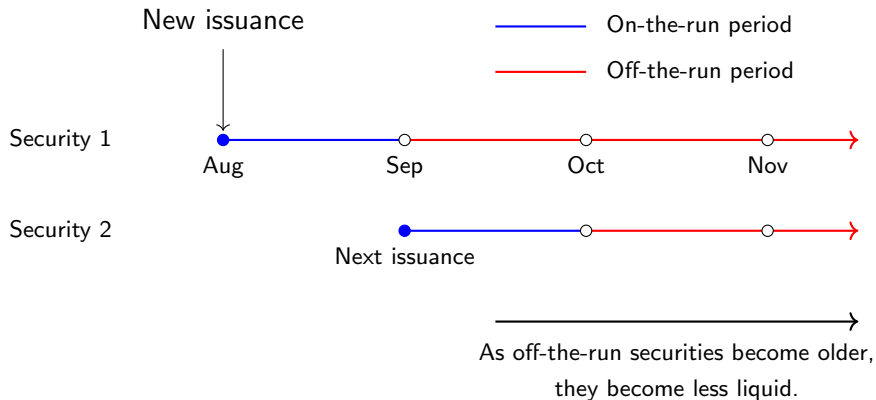 New issuance
On-the-run period
Off-the-run period
Security 1
Aug
Sep
Oct
Nov
Security 2
Next issuance
As off-the-run securities become older,
they become less liquid.